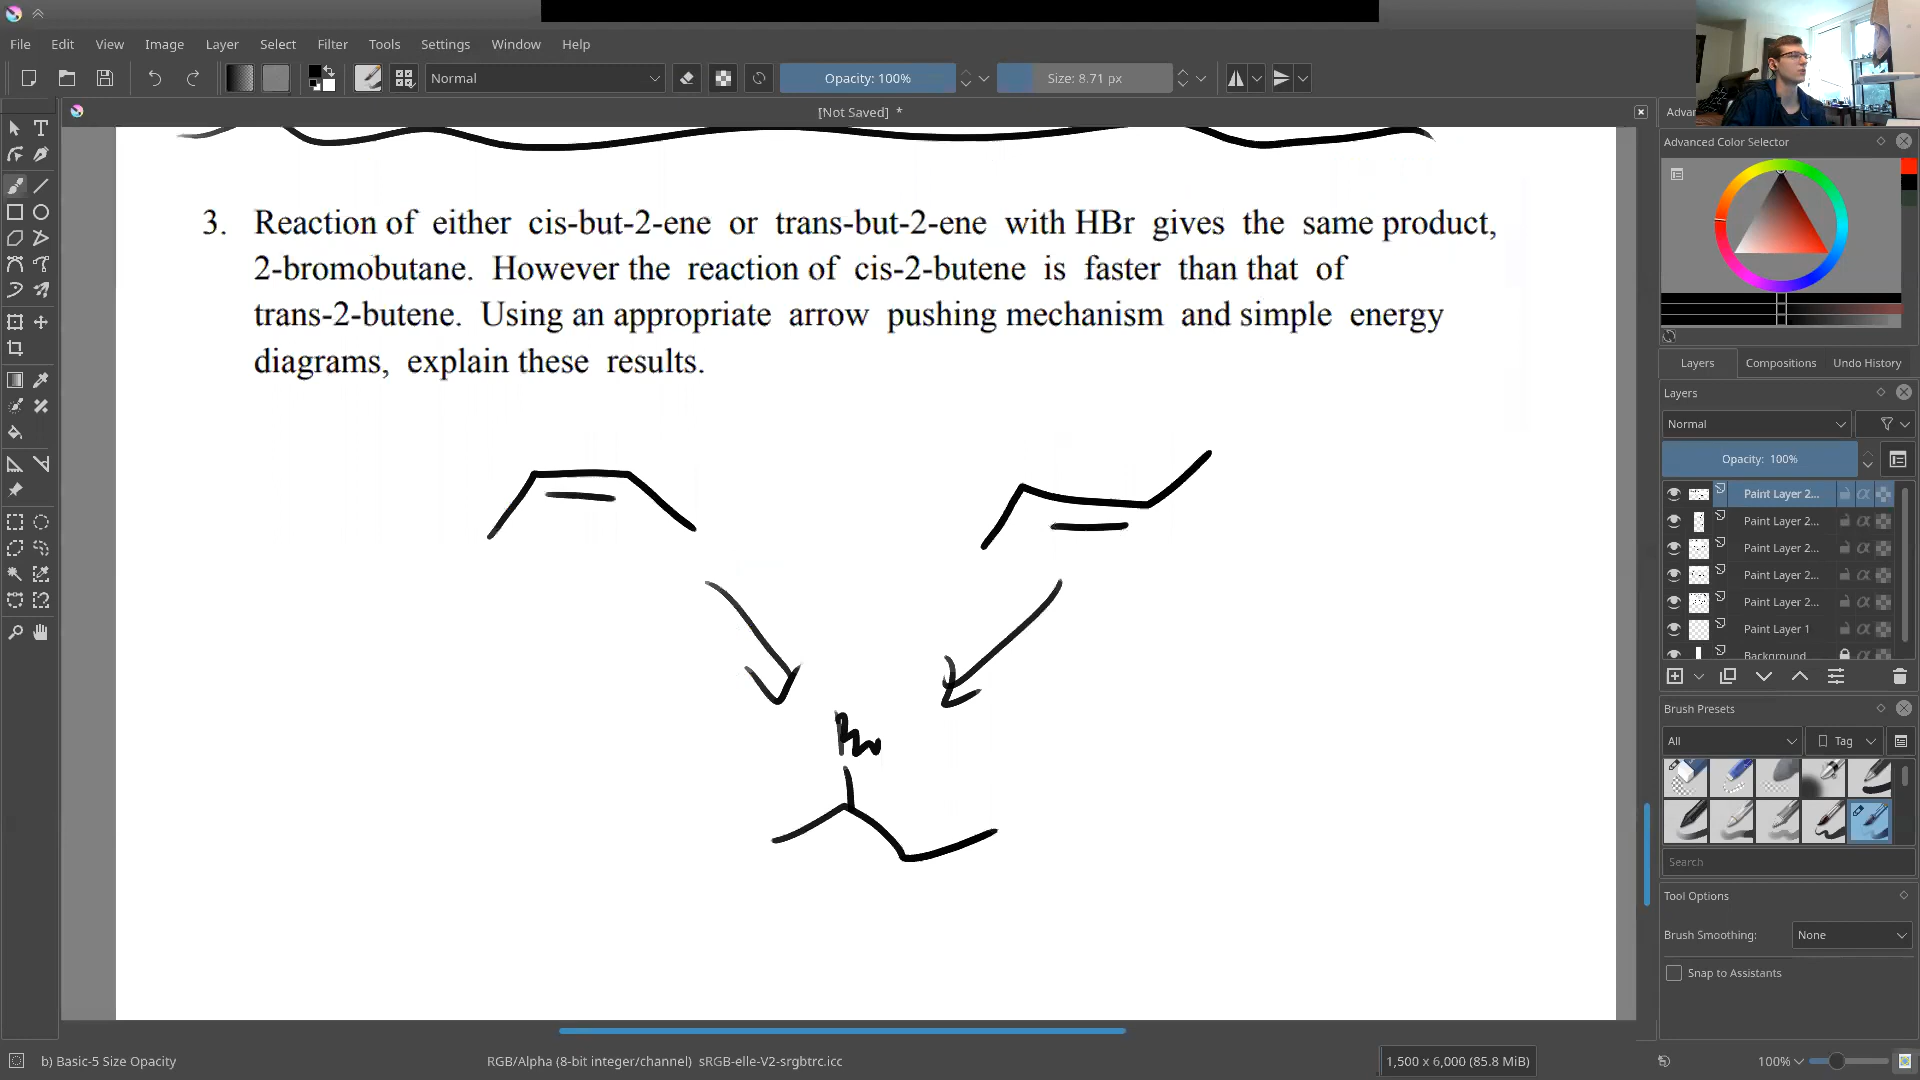 File Edit View Image Layer Select Filter Tools Settings Window Help
Normal Opacity: 100% Size: 8.71 px
[Not Saved] *
3. Reaction of either cis-but-2-ene or trans-but-2-ene with HBr gives the same product,
2-bromobutane. However the reaction of cis-2-butene is faster than that of
trans-2-butene. Using an appropriate arrow pushing mechanism and simple energy
diagrams, explain these results.
Br
Advanced Color Selector
Layers Compositions Undo History
Layers
Normal
Opacity: 100%
Paint Layer 2...
Paint Layer 2...
Paint Layer 2...
Paint Layer 2...
Paint Layer 2...
Paint Layer 1
Background
Brush Presets
All Tag
Search
Tool Options
Brush Smoothing: None
Snap to Assistants
b) Basic-5 Size Opacity RGB/Alpha (8-bit integer/channel) sRGB-elle-V2-srgbtrc.icc 1,500 x 6,000 (85.8 MiB) 100%